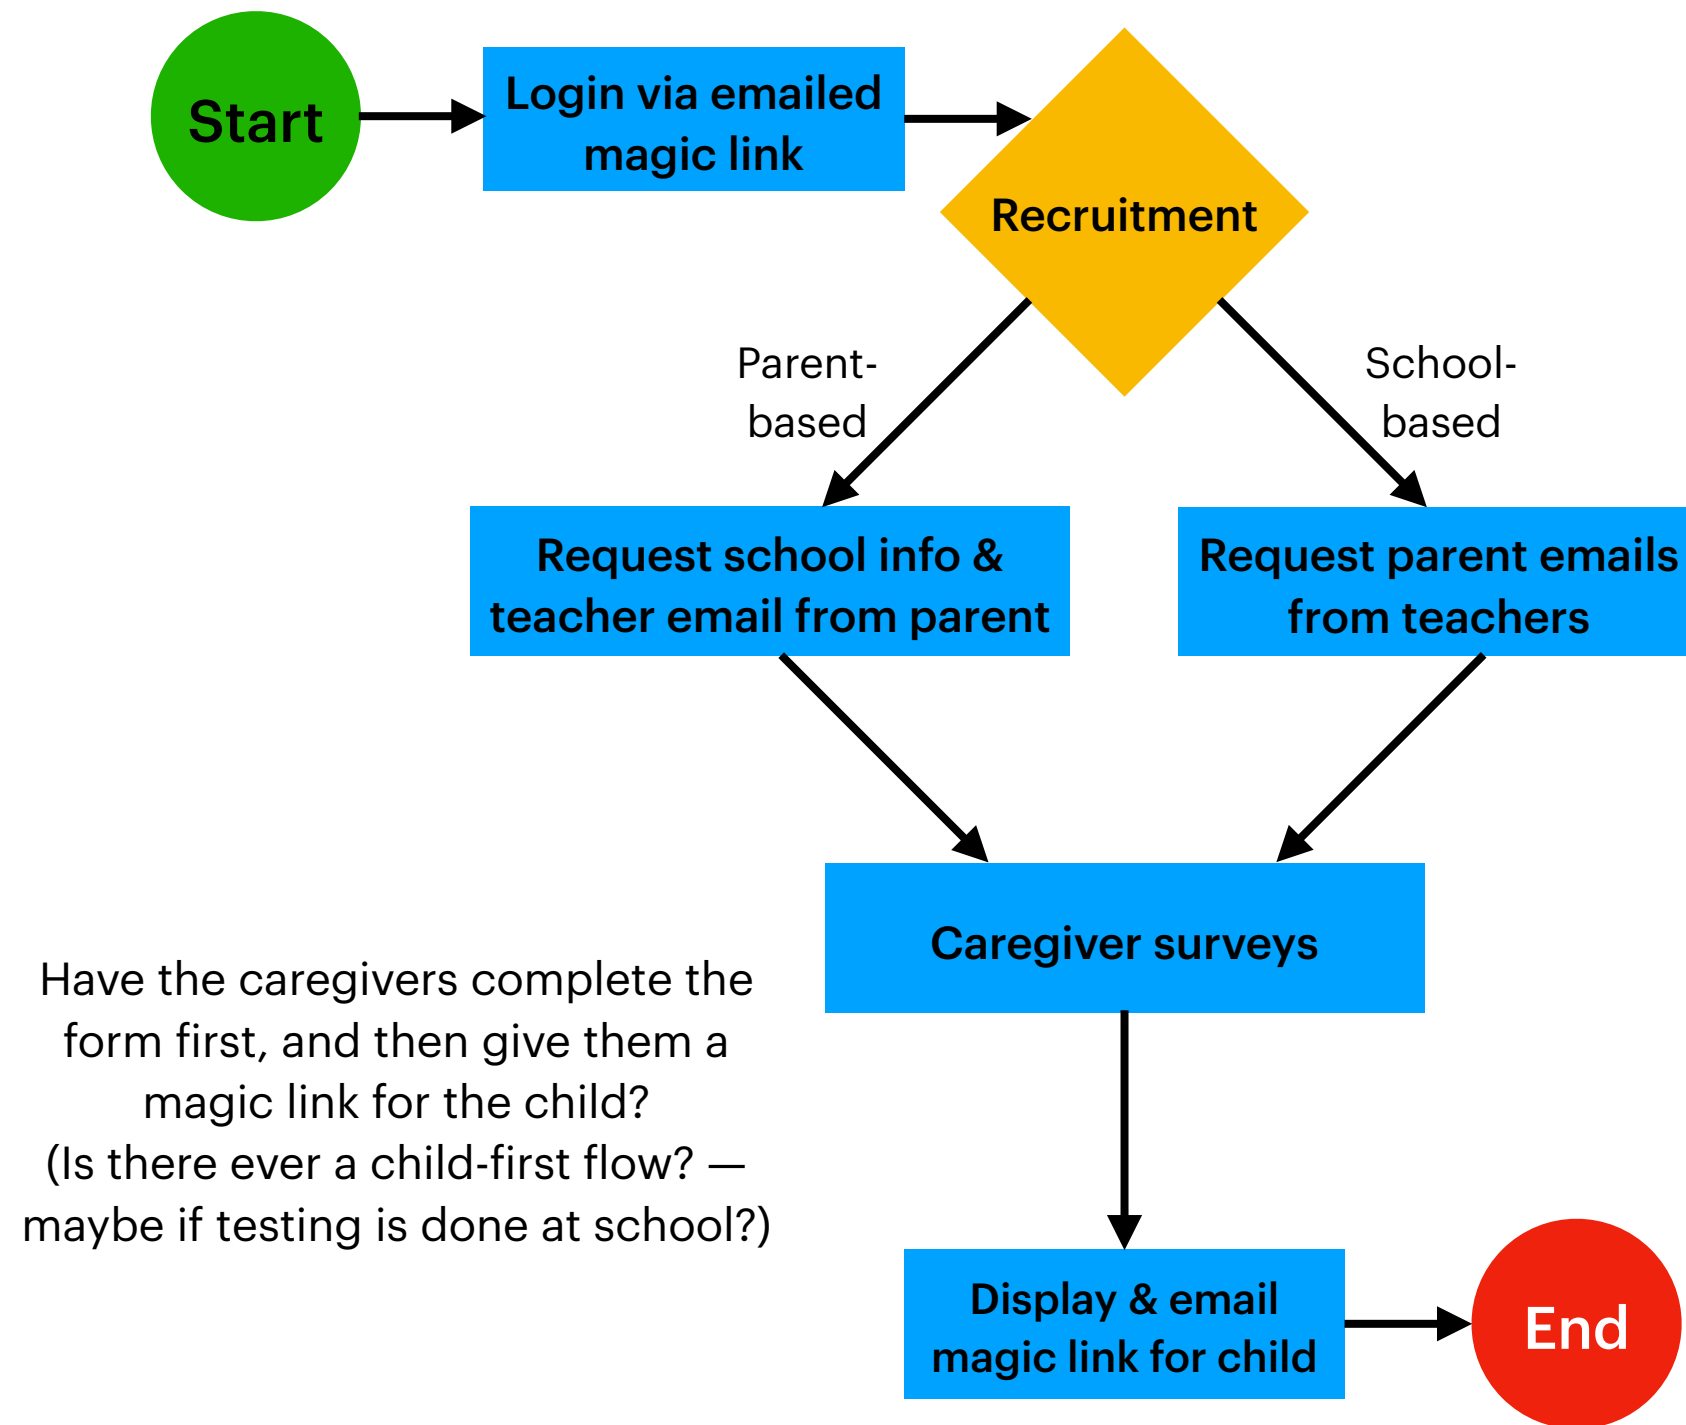 Start
Login via emailed
magic link
Recruitment
Parent-
based
School-
based
Request school info &
teacher email from parent
Request parent emails
from teachers
Caregiver surveys
Have the caregivers complete the
form first, and then give them a
magic link for the child?
(Is there ever a child-first flow? —
maybe if testing is done at school?)
Display & email
magic link for child
End